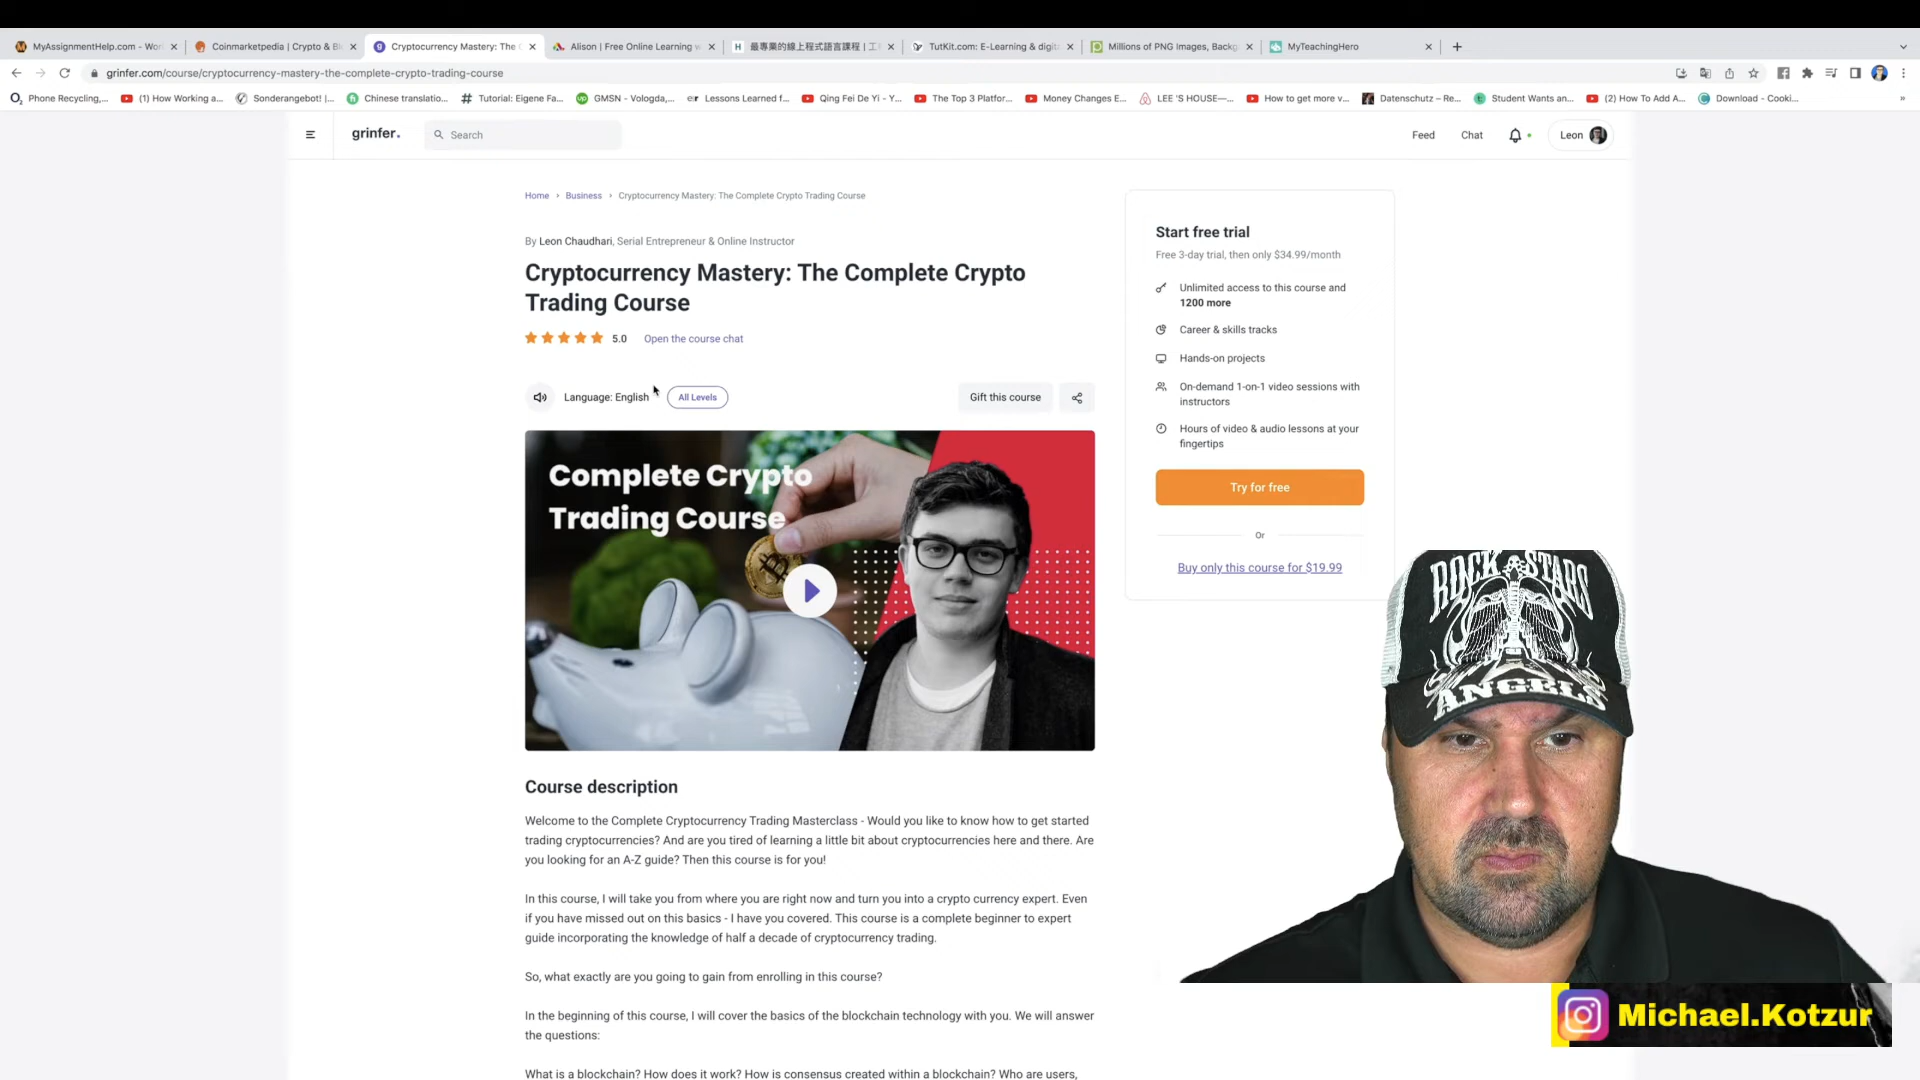 MyAssignmentHelp.com - Wor
Coinmarketpedia | Crypto & Bl
Cryptocurrency Mastery: The C
Alison | Free Online Learning w
最專業的線上程式語言課程 | 工
TutKit.com: E-Learning & digita
Millions of PNG Images, Backg
MyTeachingHero
grinfer.com/course/cryptocurrency-mastery-the-complete-crypto-trading-course
Phone Recycling,...
(1) How Working a...
Sonderangebot! |...
Chinese translatio...
Tutorial: Eigene Fa...
GMSN - Vologda,...
Lessons Learned f...
Qing Fei De Yi - Y...
The Top 3 Platfor...
Money Changes E...
LEE 'S HOUSE—...
How to get more v...
Datenschutz – Re...
Student Wants an...
(2) How To Add A...
Download - Cooki...
grinfer.
Search
Feed
Chat
Leon
Home › Business › Cryptocurrency Mastery: The Complete Crypto Trading Course
By Leon Chaudhari, Serial Entrepreneur & Online Instructor
Cryptocurrency Mastery: The Complete Crypto
Trading Course
5.0 Open the course chat
Language: English
All Levels
Gift this course
Complete Crypto
Trading Course
Course description
Welcome to the Complete Cryptocurrency Trading Masterclass - Would you like to know how to get started
trading cryptocurrencies? And are you tired of learning a little bit about cryptocurrencies here and there. Are
you looking for an A-Z guide? Then this course is for you!
In this course, I will take you from where you are right now and turn you into a crypto currency expert. Even
if you have missed out on this basics - I have you covered. This course is a complete beginner to expert
guide incorporating the knowledge of half a decade of cryptocurrency trading.
So, what exactly are you going to gain from enrolling in this course?
In the beginning of this course, I will cover the basics of the blockchain technology with you. We will answer
the questions:
What is a blockchain? How does it work? How is consensus created within a blockchain? Who are users,
Start free trial
Free 3-day trial, then only $34.99/month
Unlimited access to this course and
1200 more
Career & skills tracks
Hands-on projects
On-demand 1-on-1 video sessions with
instructors
Hours of video & audio lessons at your
fingertips
Try for free
Or
Buy only this course for $19.99
ROCK STARS
ANGELS
Michael.Kotzur